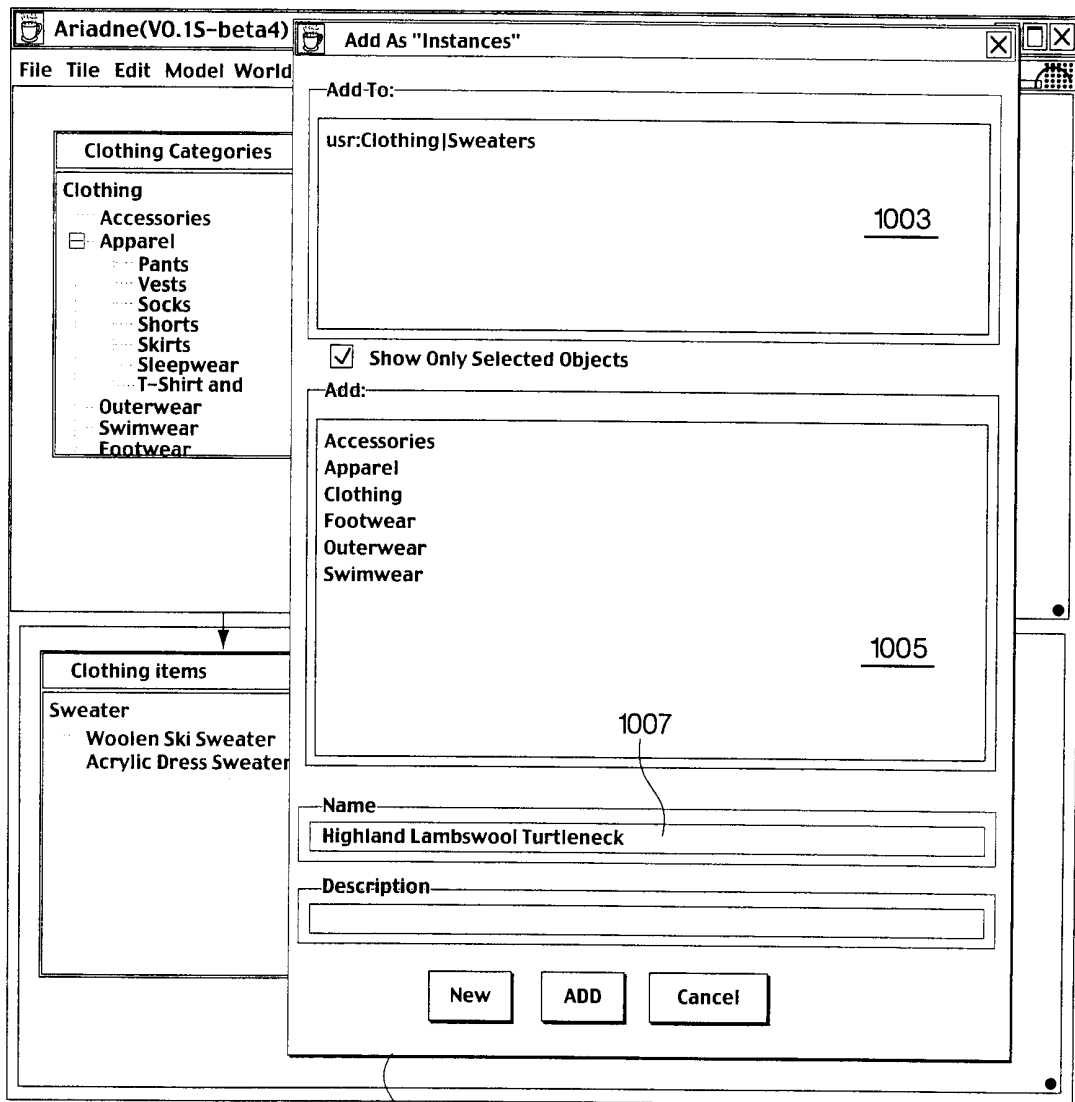 Ariadne(V0.1S-beta4)
File Tile Edit Model World
Clothing Categories
Clothing
Accessories
Apparel
Pants
Vests
Socks
Shorts
Skirts
Sleepwear
T-Shirt and
Outerwear
Swimwear
Footwear
Clothing items
Sweater
Woolen Ski Sweater
Acrylic Dress Sweater
Add As "Instances"
Add To:
usr:Clothing|Sweaters
1003
Show Only Selected Objects
Add:
Accessories
Apparel
Clothing
Footwear
Outerwear
Swimwear
1005
1007
Name
Highland Lambswool Turtleneck
Description
New ADD Cancel